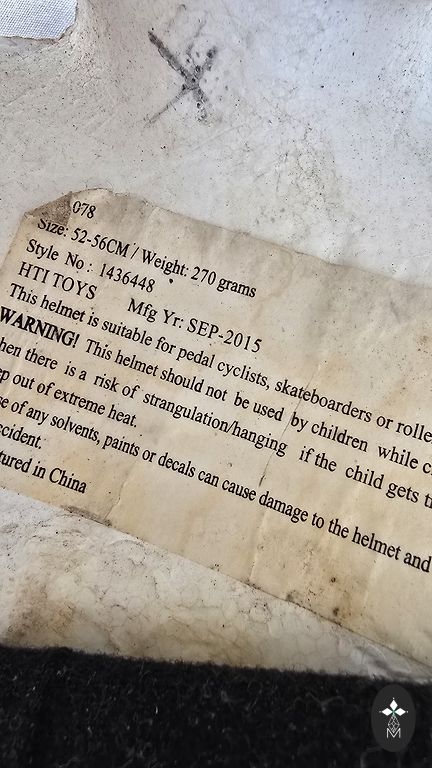 078
Size: 52-56CM / Weight: 270 grams
Style No : 1436448
HTI TOYS Mfg Yr: SEP-2015
This helmet is suitable for pedal cyclists, skateboarders or rolle
WARNING! This helmet should not be used by children while c
hen there is a risk of strangulation/hanging if the child gets t
ep out of extreme heat.
se of any solvents, paints or decals can cause damage to the helmet and
ccident.
tured in China
M